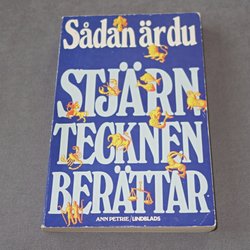 Sådan är du
STJÄRN
TECKNEN
BERÄTTAR
ANN PETRIE/LINDBLADS